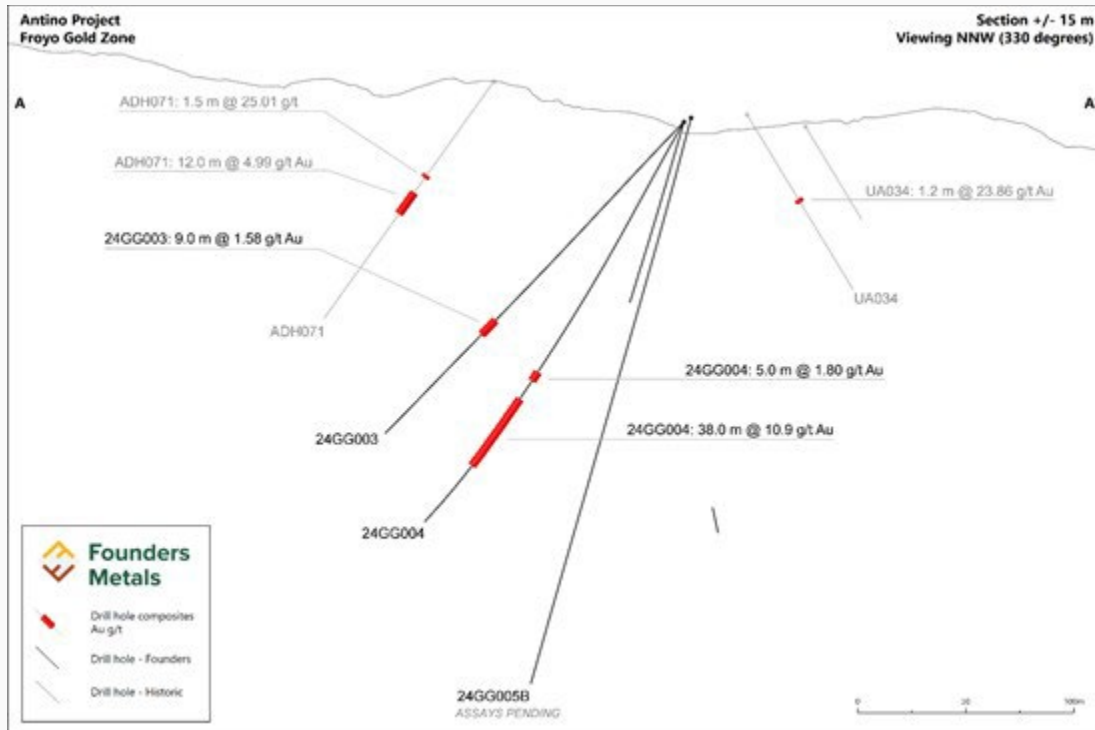 Antino Project
Froyo Gold Zone
Section +/- 15 m
Viewing NNW (330 degrees)
A
A'
ADH071: 1.5 m @ 25.01 g/t
ADH071: 12.0 m @ 4.99 g/t Au
UA034: 1.2 m @ 23.86 g/t Au
24GG003: 9.0 m @ 1.58 g/t Au
UA034
ADH071
24GG004: 5.0 m @ 1.80 g/t Au
24GG004: 38.0 m @ 10.9 g/t Au
24GG003
24GG004
Founders
Metals
Drill hole composites
Au g/t
Drill hole - Founders
Drill hole - Historic
24GG005B
ASSAYS PENDING
0
100m